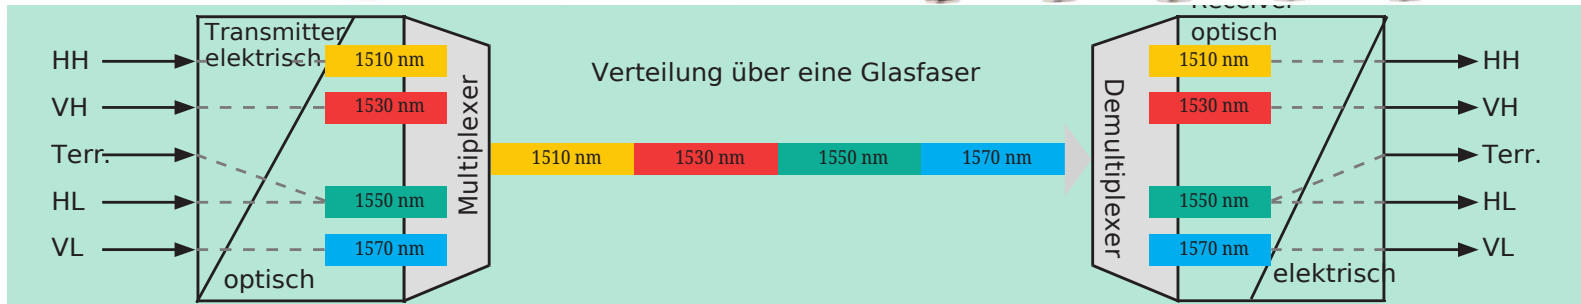 Transmitter
elektrisch
HH
VH
Terr.
HL
VL
1510 nm
1530 nm
1550 nm
1570 nm
optisch
Multiplexer
Verteilung über eine Glasfaser
1510 nm
1530 nm
1550 nm
1570 nm
Demultiplexer
Receiver
optisch
1510 nm
1530 nm
1550 nm
1570 nm
elektrisch
HH
VH
Terr.
HL
VL